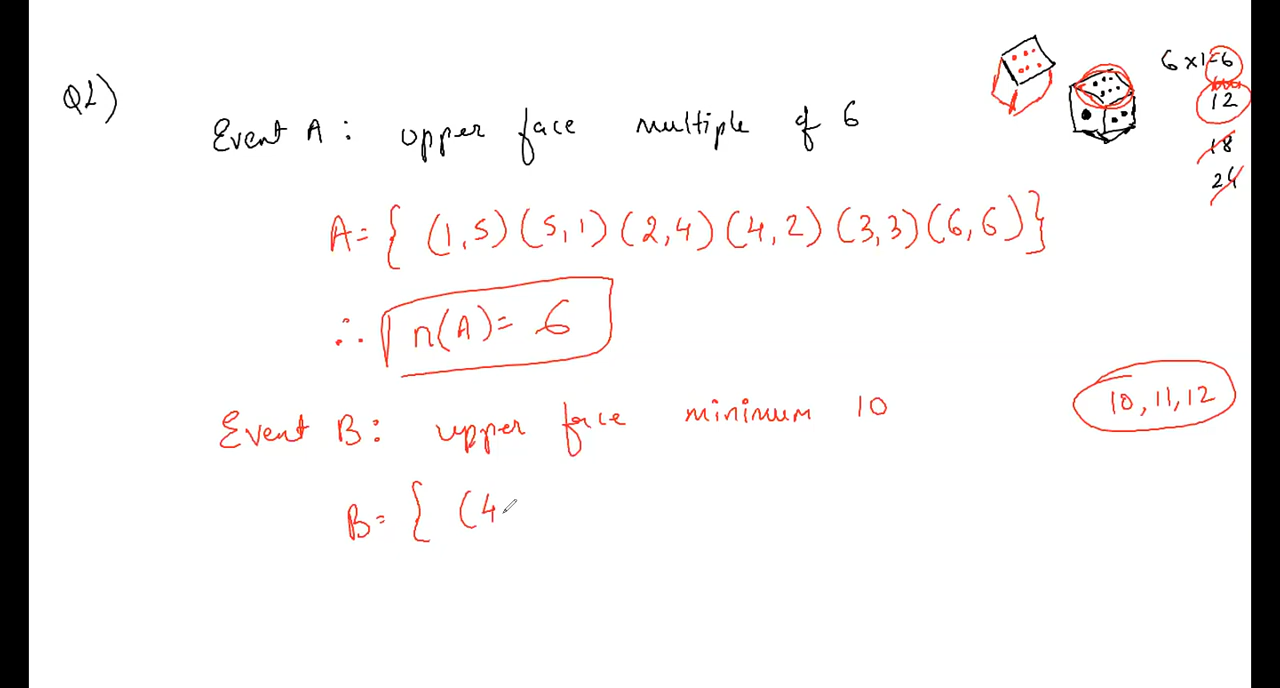 Q2)
Event A: upper face multiple of 6
6 x 1 = 6
12
18
24
A= { (1,5) (5,1) (2,4) (4,2) (3,3) (6,6) }
∴ n(A)= 6
Event B: upper face minimum 10
10, 11, 12
B= { (4,